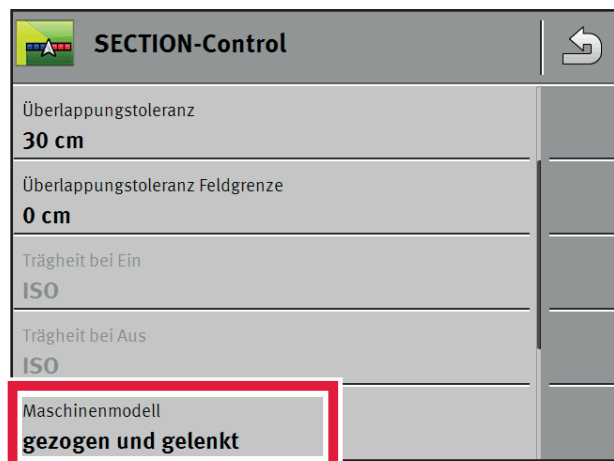 SECTION-Control
Überlappungstoleranz
30 cm
Überlappungstoleranz Feldgrenze
0 cm
Trägheit bei Ein
ISO
Trägheit bei Aus
ISO
Maschinenmodell
gezogen und gelenkt